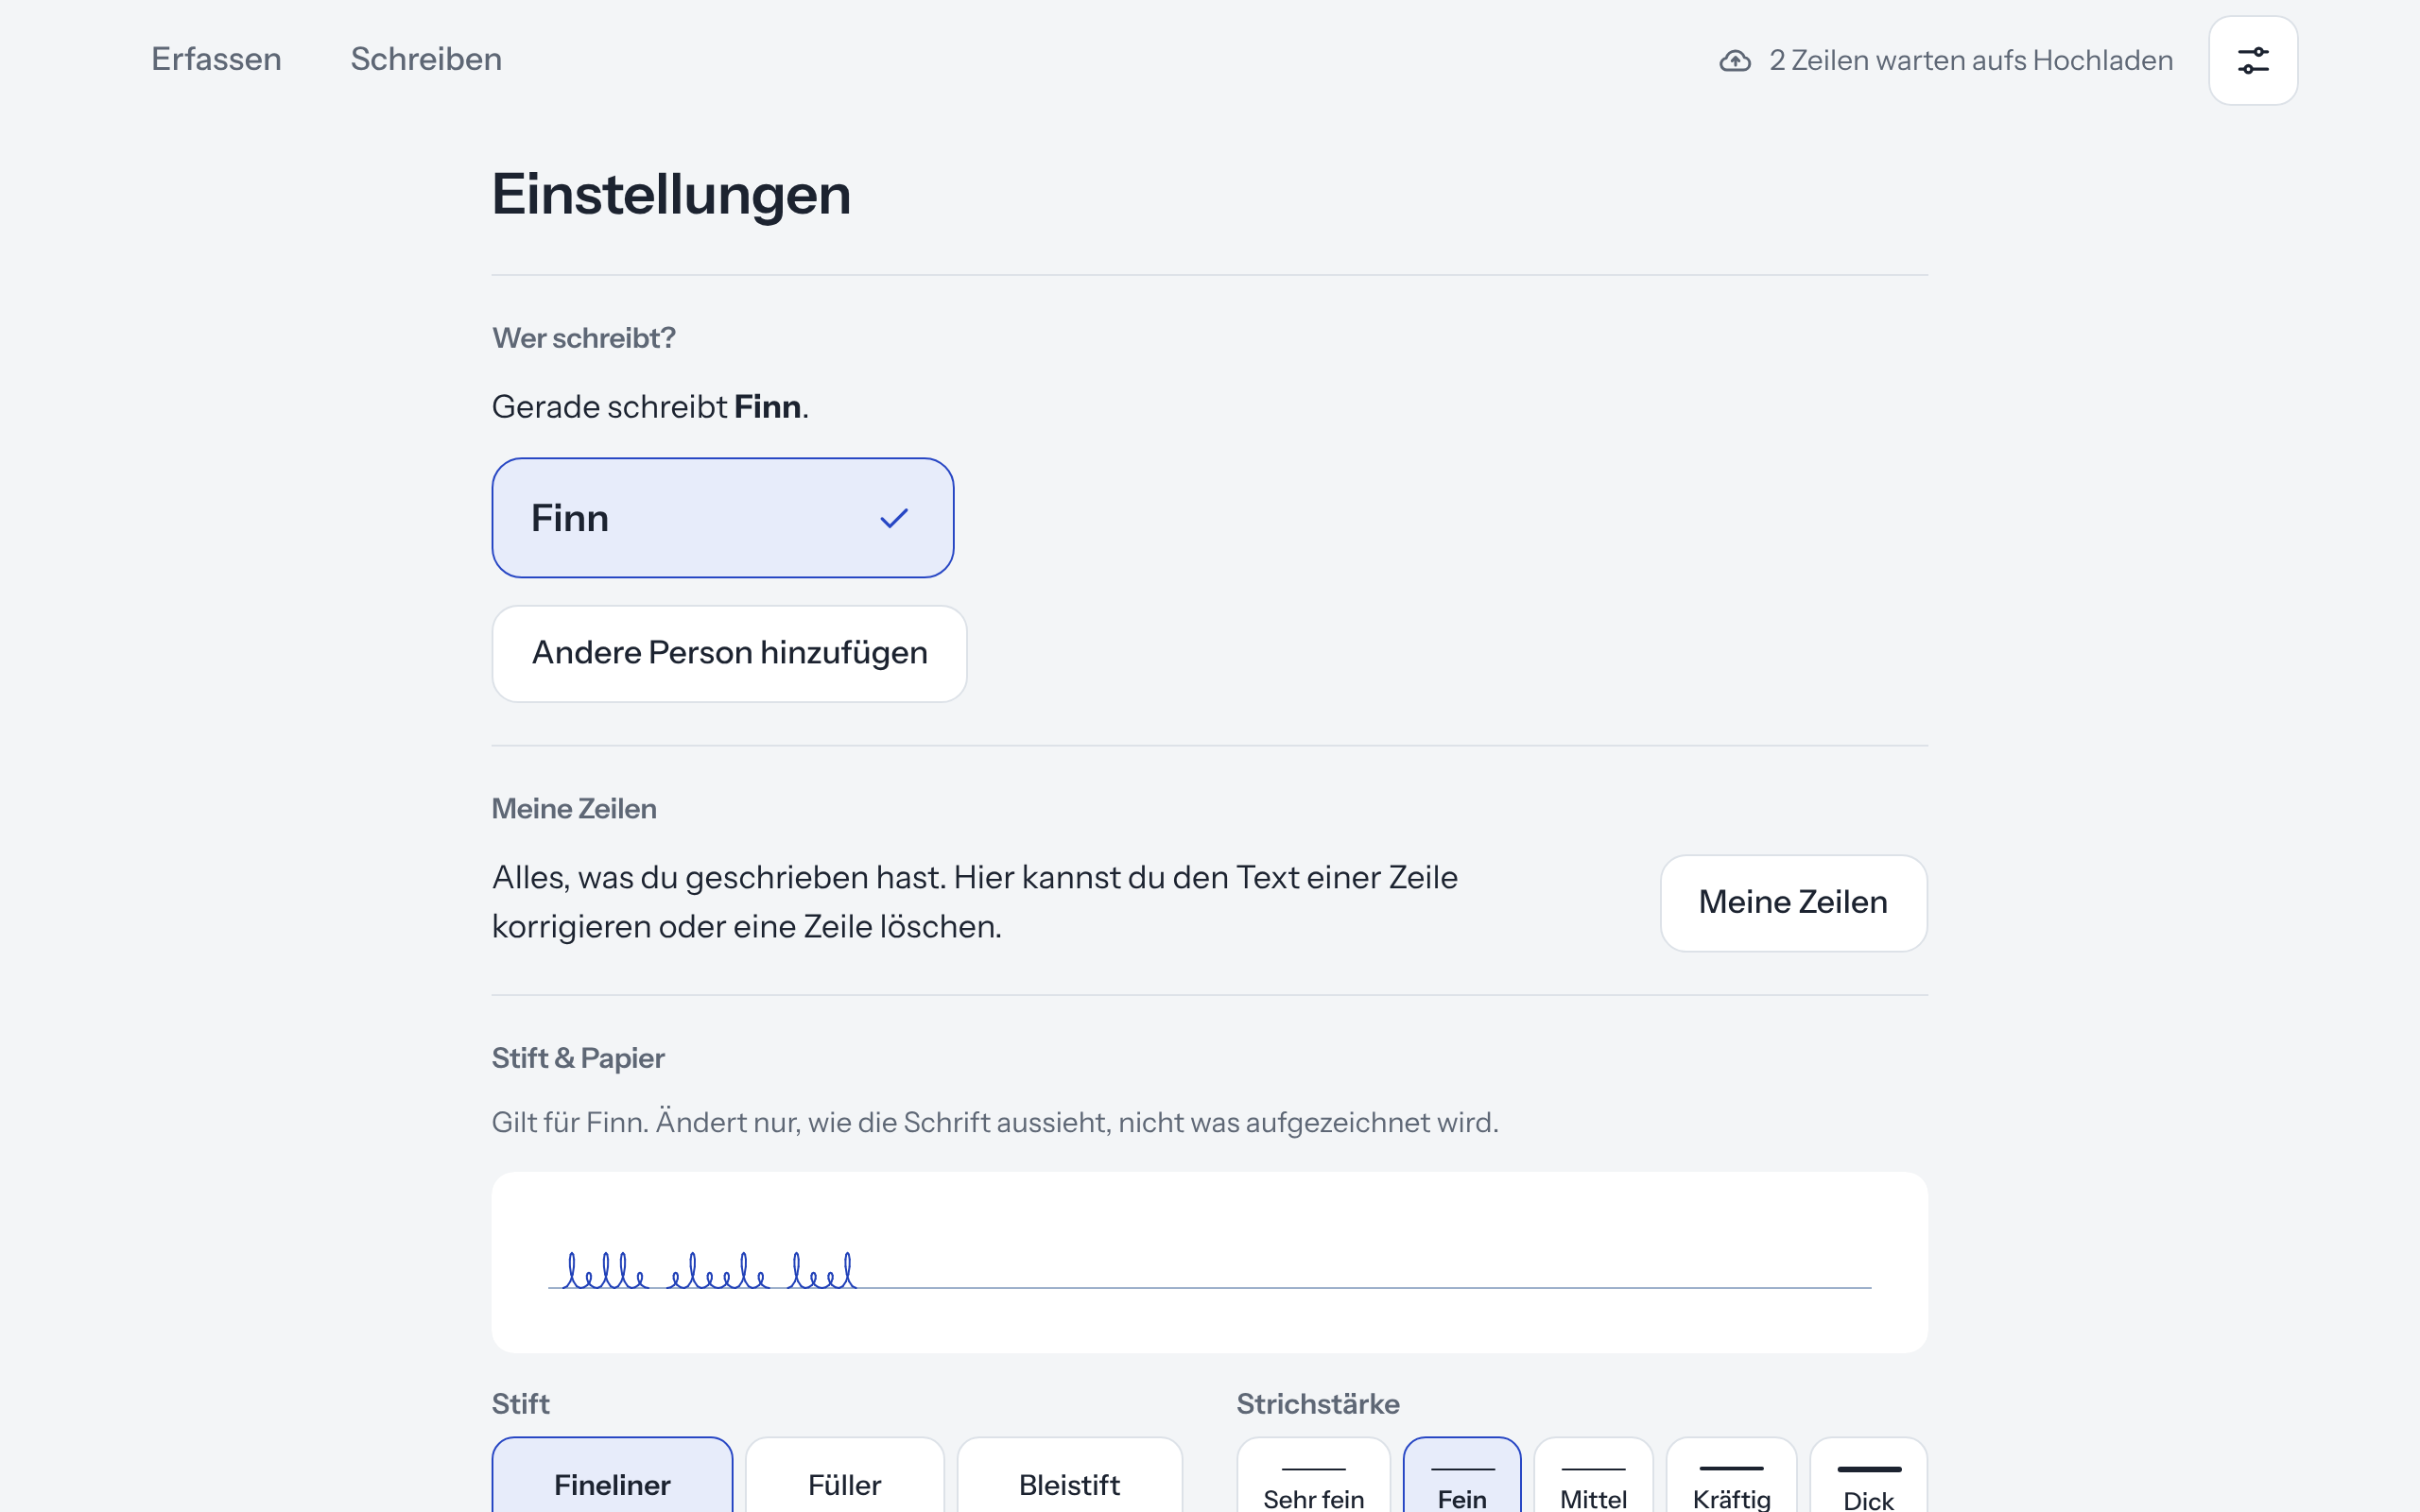 Erfassen Schreiben 2 Zeilen warten aufs Hochladen
Einstellungen
Wer schreibt?
Gerade schreibt Finn.
Finn
Andere Person hinzufügen
Meine Zeilen
Alles, was du geschrieben hast. Hier kannst du den Text einer Zeile
korrigieren oder eine Zeile löschen.
Meine Zeilen
Stift & Papier
Gilt für Finn. Ändert nur, wie die Schrift aussieht, nicht was aufgezeichnet wird.
Stift
Fineliner Füller Bleistift
Strichstärke
Sehr fein Fein Mittel Kräftig Dick